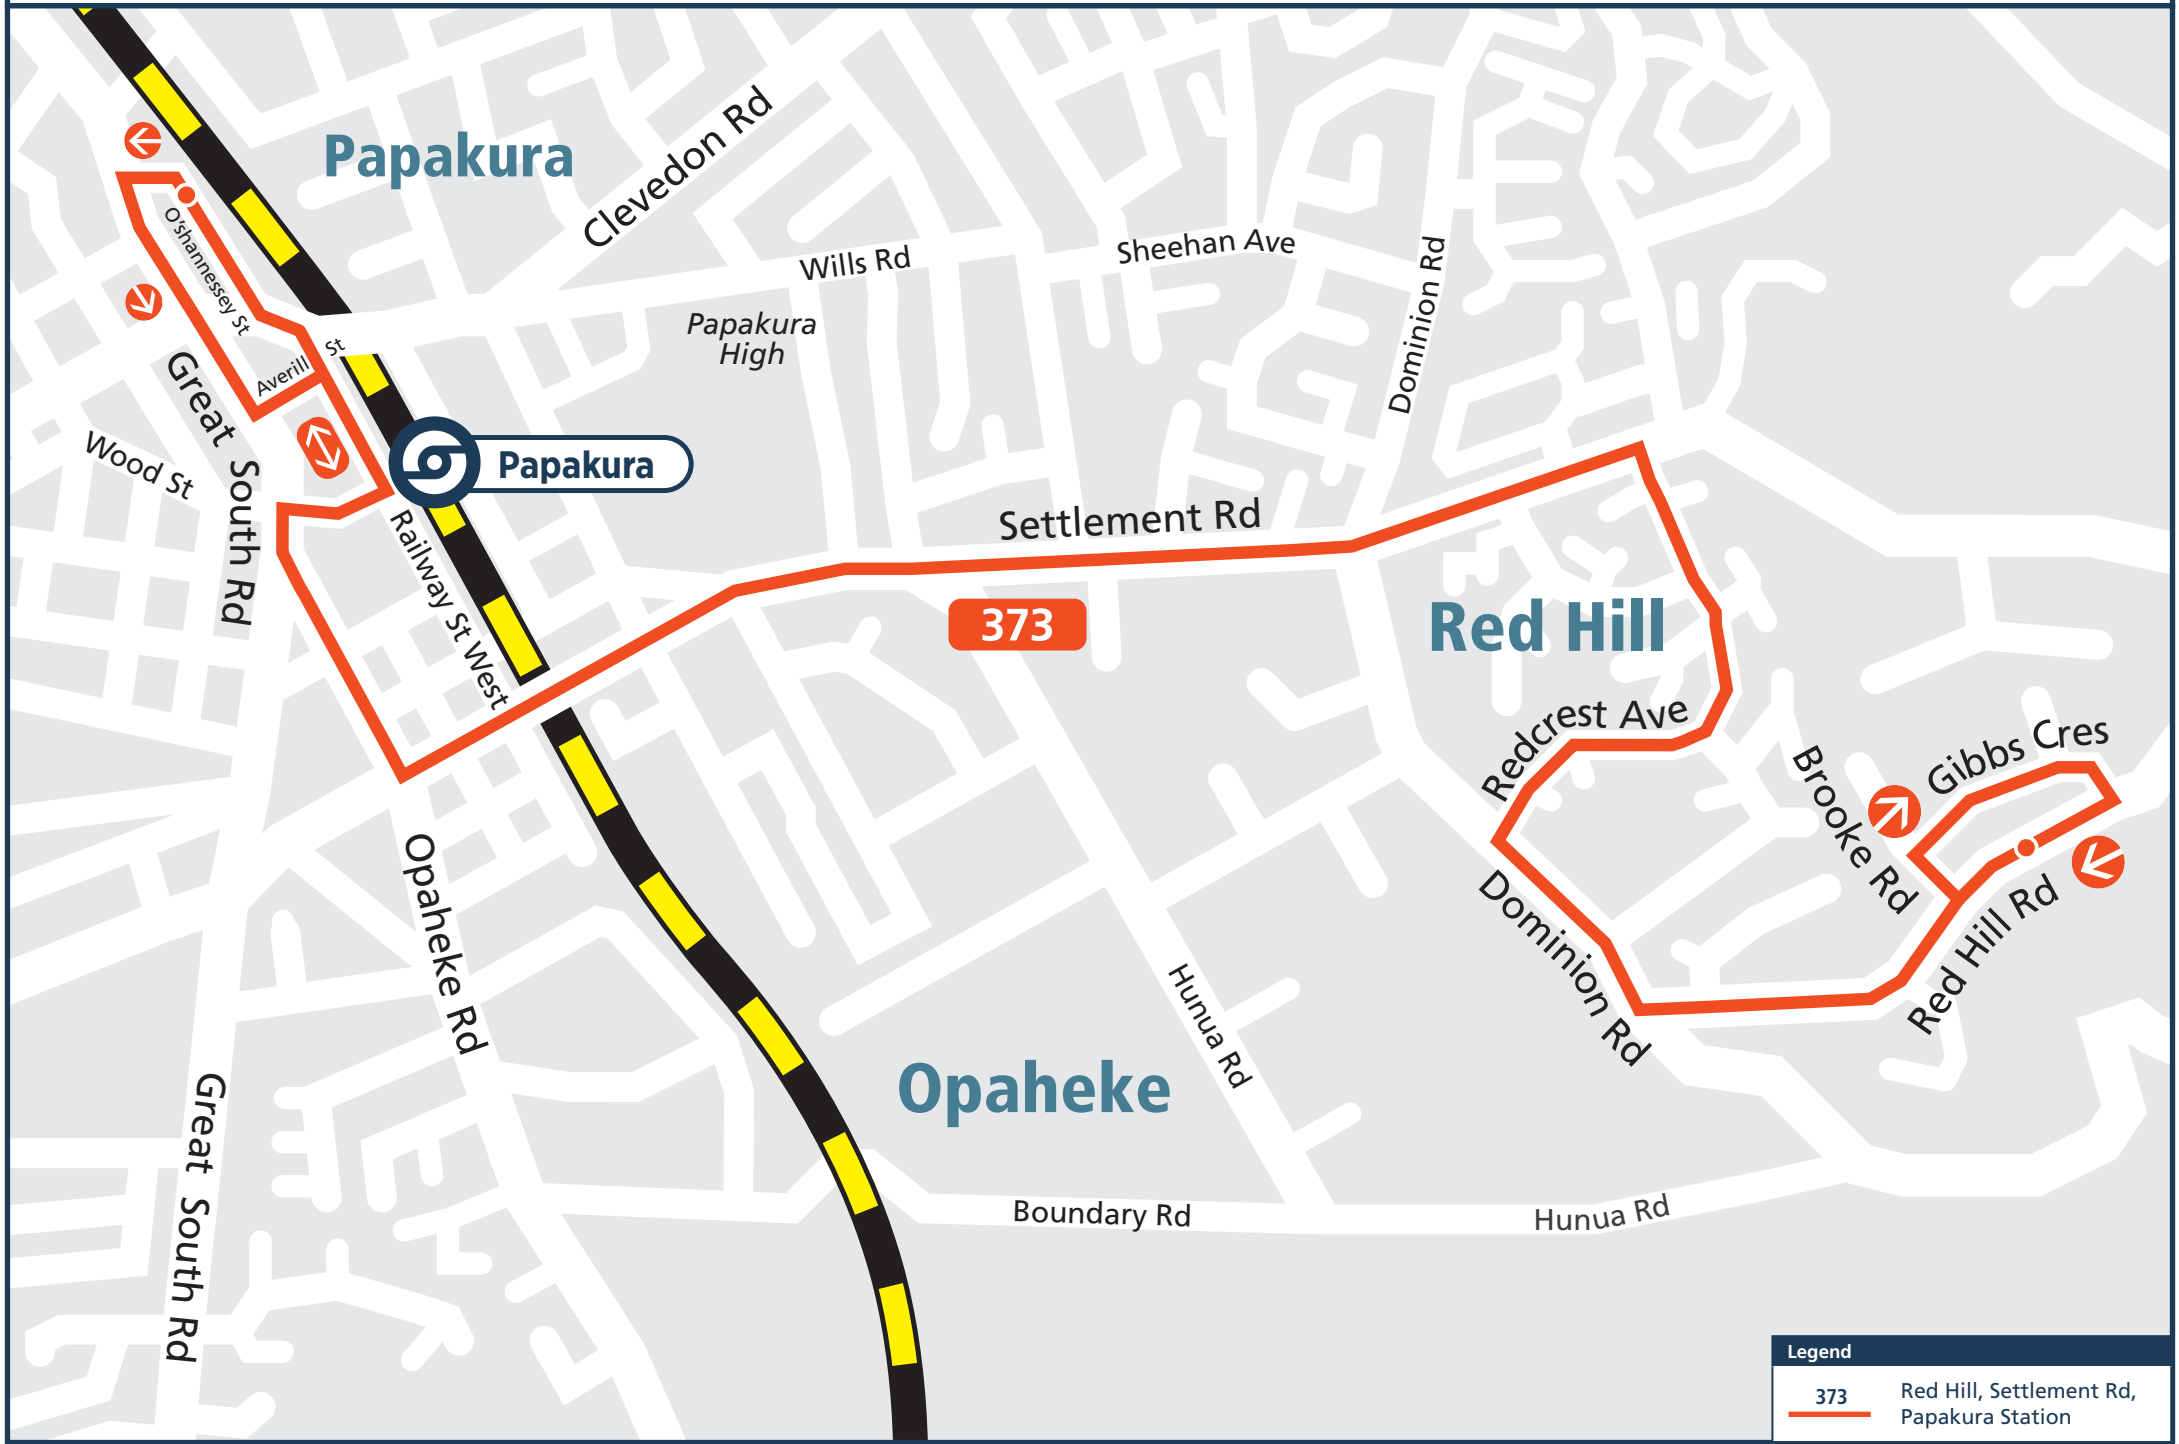 Papakura
Clevedon Rd
O'shannessey St
Wills Rd
Sheehan Ave
Dominion Rd
Papakura
High
Averill St
Great South Rd
Wood St
Papakura
Railway St West
Settlement Rd
373
Red Hill
Redcrest Ave
Brooke Rd
Gibbs Cres
Red Hill Rd
Dominion Rd
Opaheke Rd
Hunua Rd
Opaheke
Great South Rd
Boundary Rd
Hunua Rd
Legend
373
Red Hill, Settlement Rd,
Papakura Station